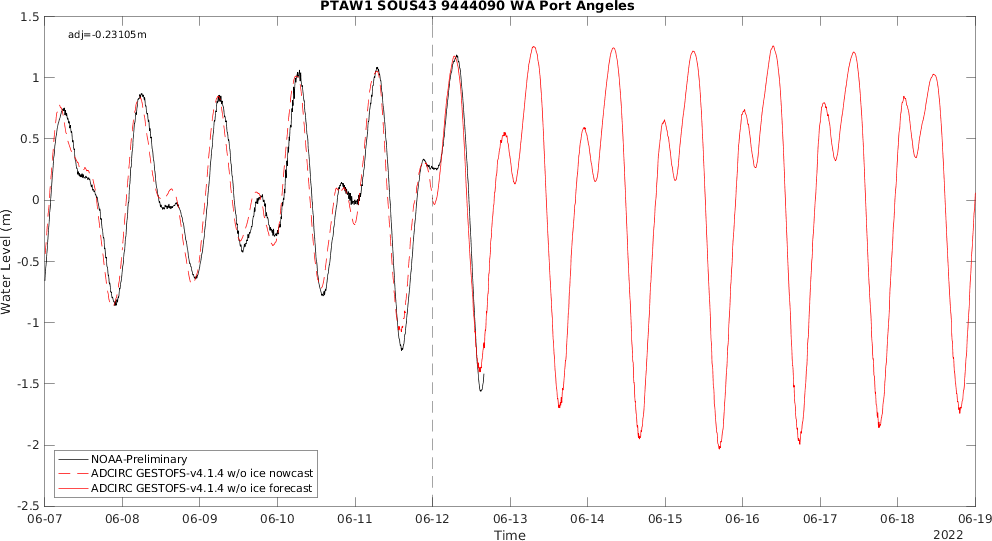 PTAW1 SOUS43 9444090 WA Port Angeles
adj=-0.23105m
1.5
1
0.5
0
-0.5
-1
-1.5
-2
-2.5
Water Level (m)
NOAA-Preliminary
ADCIRC GESTOFS-v4.1.4 w/o ice nowcast
ADCIRC GESTOFS-v4.1.4 w/o ice forecast
06-07 06-08 06-09 06-10 06-11 06-12 06-13 06-14 06-15 06-16 06-17 06-18 06-19
Time
2022